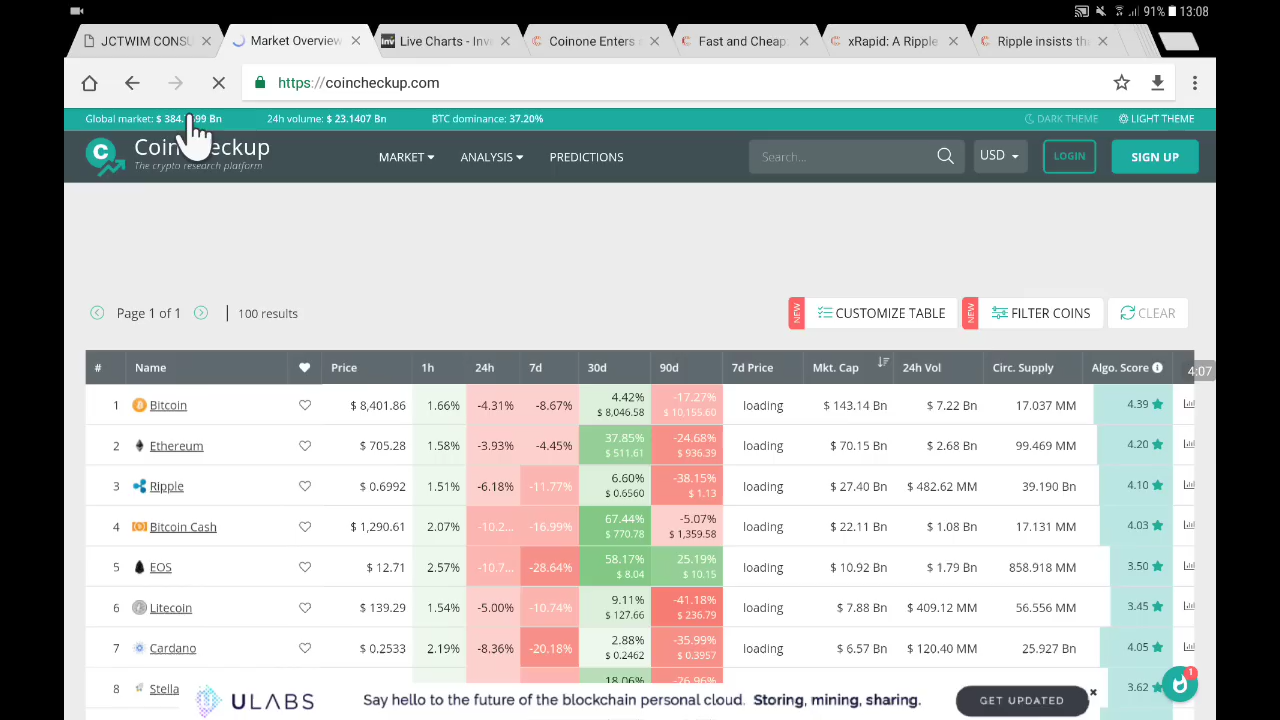 91% 13:08
JCTWIM CONSU Market Overview Live Charts - Inve Coinone Enters Fast and Cheap xRapid: A Ripple Ripple insists th
https://coincheckup.com
Global market: $ 384. 99 Bn 24h volume: $ 23.1407 Bn BTC dominance: 37.20% DARK THEME LIGHT THEME
CoinCheckup
The crypto research platform
MARKET ANALYSIS PREDICTIONS Search... USD LOGIN SIGN UP
Page 1 of 1 | 100 results NEW CUSTOMIZE TABLE NEW FILTER COINS CLEAR
# Name Price 1h 24h 7d 30d 90d 7d Price Mkt. Cap 24h Vol Circ. Supply Algo. Score
4:07
1 Bitcoin $ 8,401.86 1.66% -4.31% -8.67% 4.42% $ 8,046.58 -17.27% $ 10,155.60 loading $ 143.14 Bn $ 7.22 Bn 17.037 MM 4.39
2 Ethereum $ 705.28 1.58% -3.93% -4.45% 37.85% $ 511.61 -24.68% $ 936.39 loading $ 70.15 Bn $ 2.68 Bn 99.469 MM 4.20
3 Ripple $ 0.6992 1.51% -6.18% -11.77% 6.60% $ 0.6560 -38.15% $ 1.13 loading $ 27.40 Bn $ 482.62 MM 39.190 Bn 4.10
4 Bitcoin Cash $ 1,290.61 2.07% -10.2... -16.99% 67.44% $ 770.78 -5.07% $ 1,359.58 loading $ 22.11 Bn $ 1.08 Bn 17.131 MM 4.03
5 EOS $ 12.71 2.57% -10.7... -28.64% 58.17% $ 8.04 25.19% $ 10.15 loading $ 10.92 Bn $ 1.79 Bn 858.918 MM 3.50
6 Litecoin $ 139.29 1.54% -5.00% -10.74% 9.11% $ 127.66 -41.18% $ 236.79 loading $ 7.88 Bn $ 409.12 MM 56.556 MM 3.45
7 Cardano $ 0.2533 2.19% -8.36% -20.18% 2.88% $ 0.2462 -35.99% $ 0.3957 loading $ 6.57 Bn $ 120.40 MM 25.927 Bn 4.05
8 Stella 18.06% -26.96% 3.62
1
ULABS Say hello to the future of the blockchain personal cloud. Storing, mining, sharing. GET UPDATED